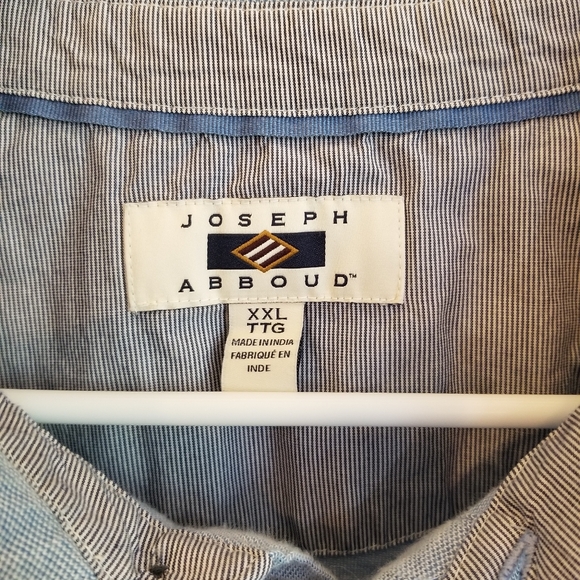 JOSEPH
ABBOUD™
XXL
TTG
MADE IN INDIA
FABRIQUÉ EN
INDE